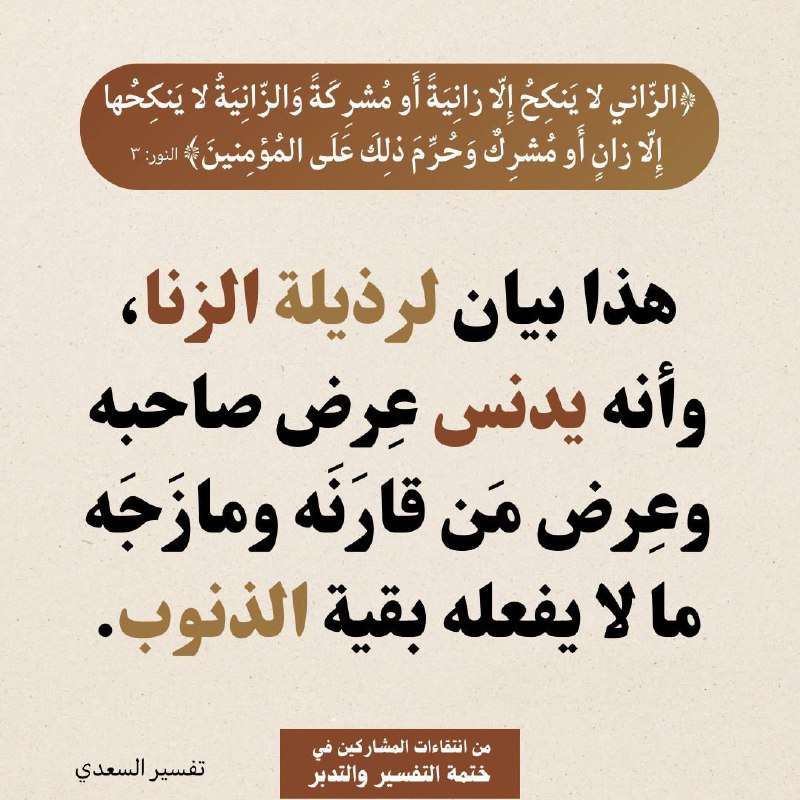 ﴿الزّاني لا يَنكِحُ إِلّا زانِيَةً أَو مُشرِكَةً وَالزّانِيَةُ لا يَنكِحُها
إِلّا زانٍ أَو مُشرِكٌ وَحُرِّمَ ذلِكَ عَلَى المُؤمِنينَ﴾ النور: ٣
هذا بيان لرذيلة الزنا،
وأنه يدنس عِرض صاحبه
وعِرض مَن قارَنَه ومازَجَه
ما لا يفعله بقية الذنوب.
من انتقاءات المشاركين في
ختمة التفسير والتدبر
تفسير السعدي